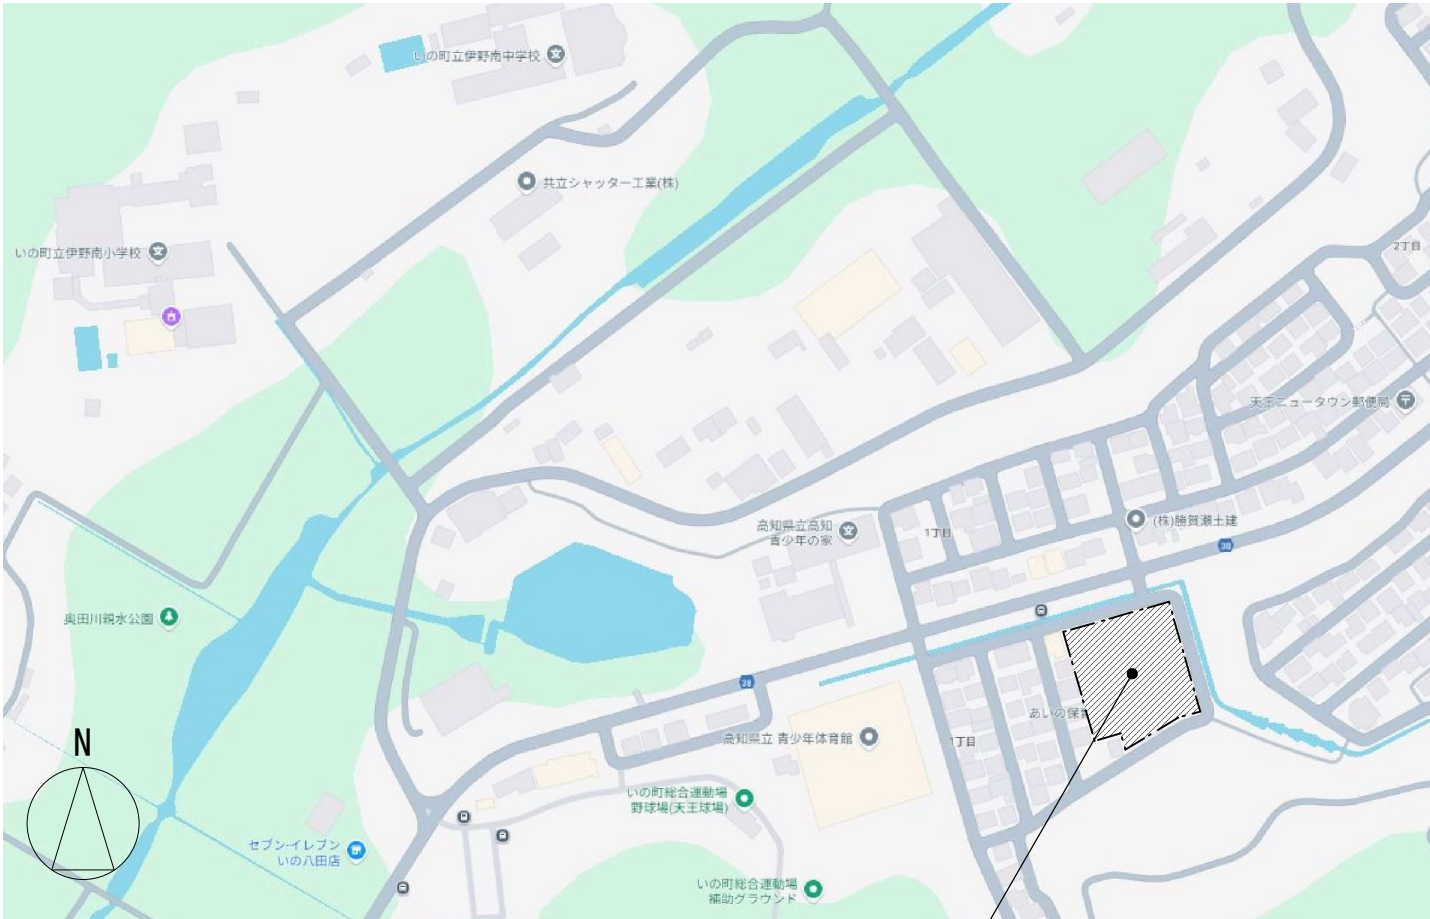 いの町立伊野南中学校
共立シャッター工業(株)
いの町立伊野南小学校
2丁目
天王ニュータウン郵便局
(株)勝賀瀬土建
高知県立高知
青少年の家
1丁目
38
奥田川親水公園
38
あいの保
高知県立 青少年体育館
1丁目
N
いの町総合運動場
野球場(天王球場)
セブン-イレブン
いの八田店
いの町総合運動場
補助グラウンド